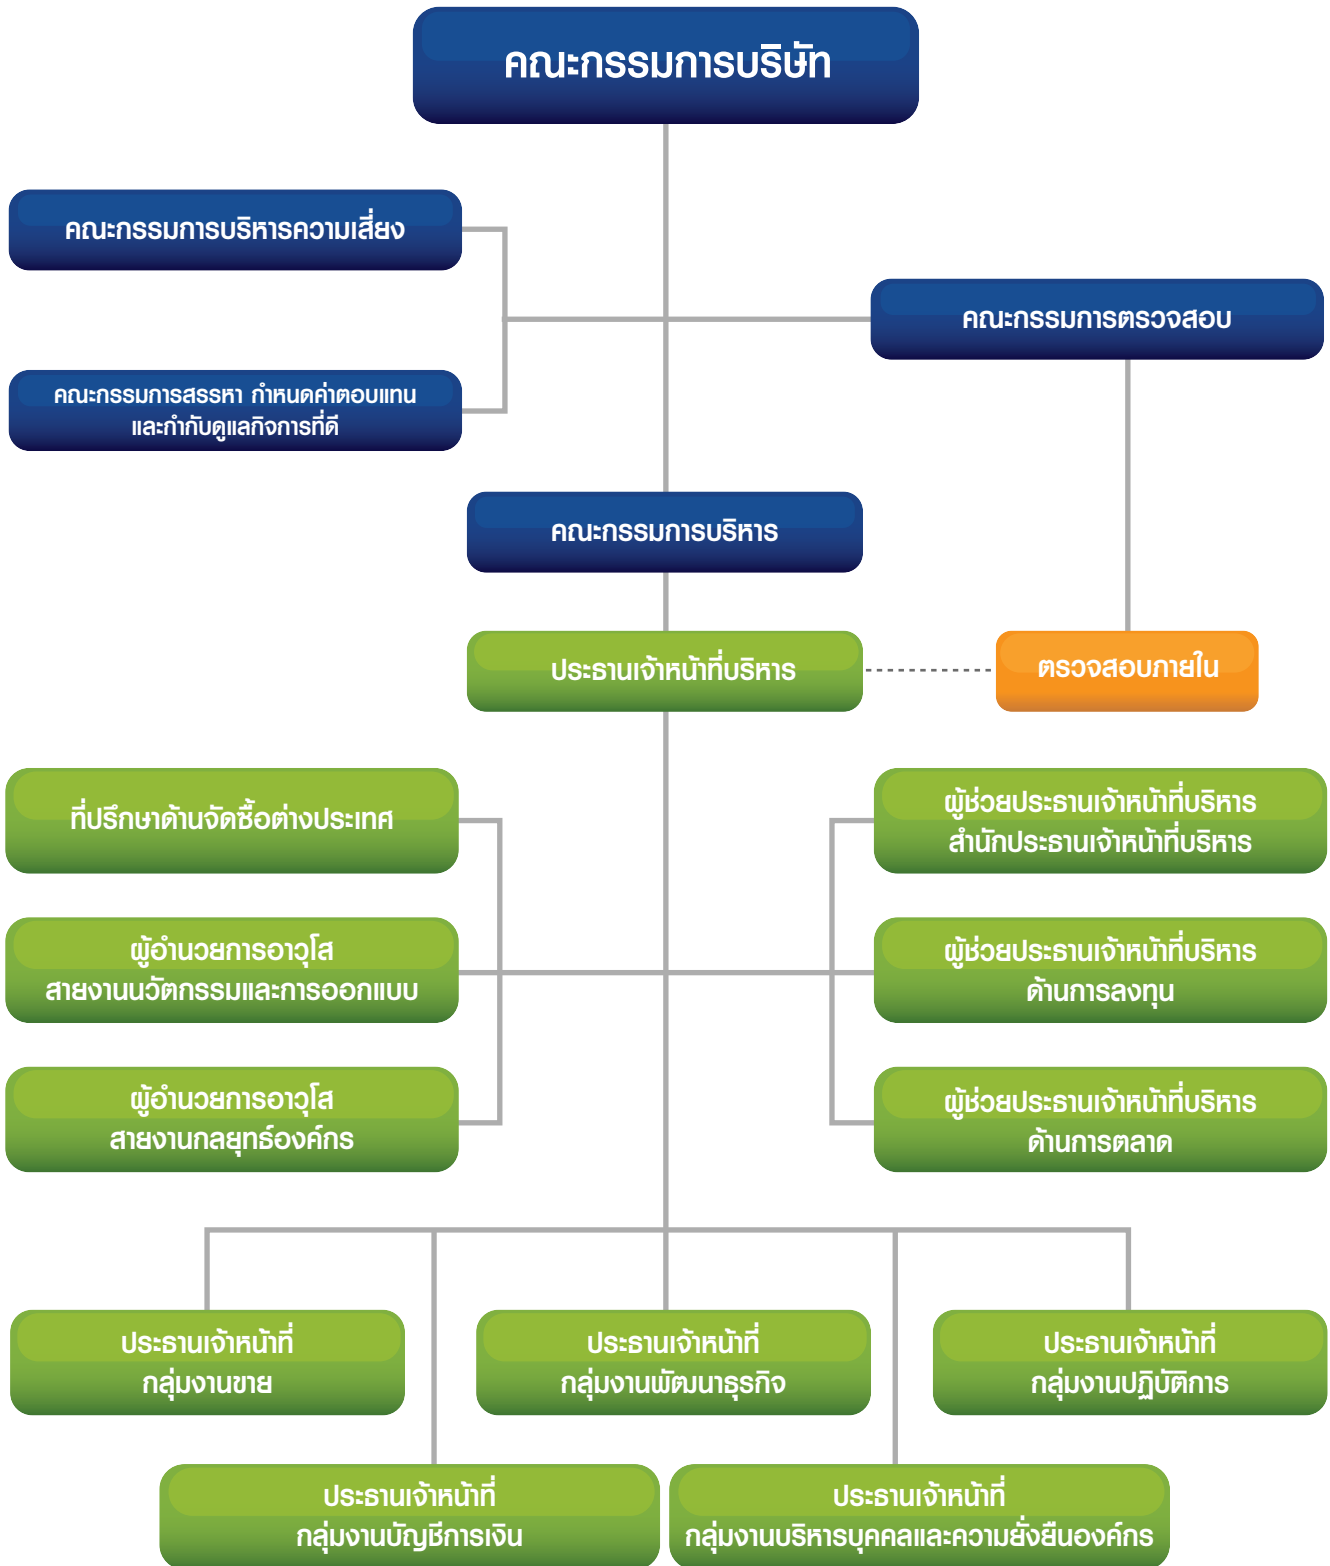 คณะกรรมการบริษัท
คณะกรรมการบริหารความเสี่ยง
คณะกรรมการตรวจสอบ
คณะกรรมการสรรหา กำหนดค่าตอบแทน
และกำกับดูแลกิจการที่ดี
คณะกรรมการบริหาร
ประธานเจ้าหน้าที่บริหาร
ตรวจสอบภายใน
ที่ปรึกษาด้านจัดซื้อต่างประเทศ
ผู้ช่วยประธานเจ้าหน้าที่บริหาร
สำนักประธานเจ้าหน้าที่บริหาร
ผู้อำนวยการอาวุโส
สายงานนวัตกรรมและการออกแบบ
ผู้ช่วยประธานเจ้าหน้าที่บริหาร
ด้านการลงทุน
ผู้อำนวยการอาวุโส
สายงานกลยุทธ์องค์กร
ผู้ช่วยประธานเจ้าหน้าที่บริหาร
ด้านการตลาด
ประธานเจ้าหน้าที่
กลุ่มงานขาย
ประธานเจ้าหน้าที่
กลุ่มงานพัฒนาธุรกิจ
ประธานเจ้าหน้าที่
กลุ่มงานปฏิบัติการ
ประธานเจ้าหน้าที่
กลุ่มงานบัญชีการเงิน
ประธานเจ้าหน้าที่
กลุ่มงานบริหารบุคคลและความยั่งยืนองค์กร